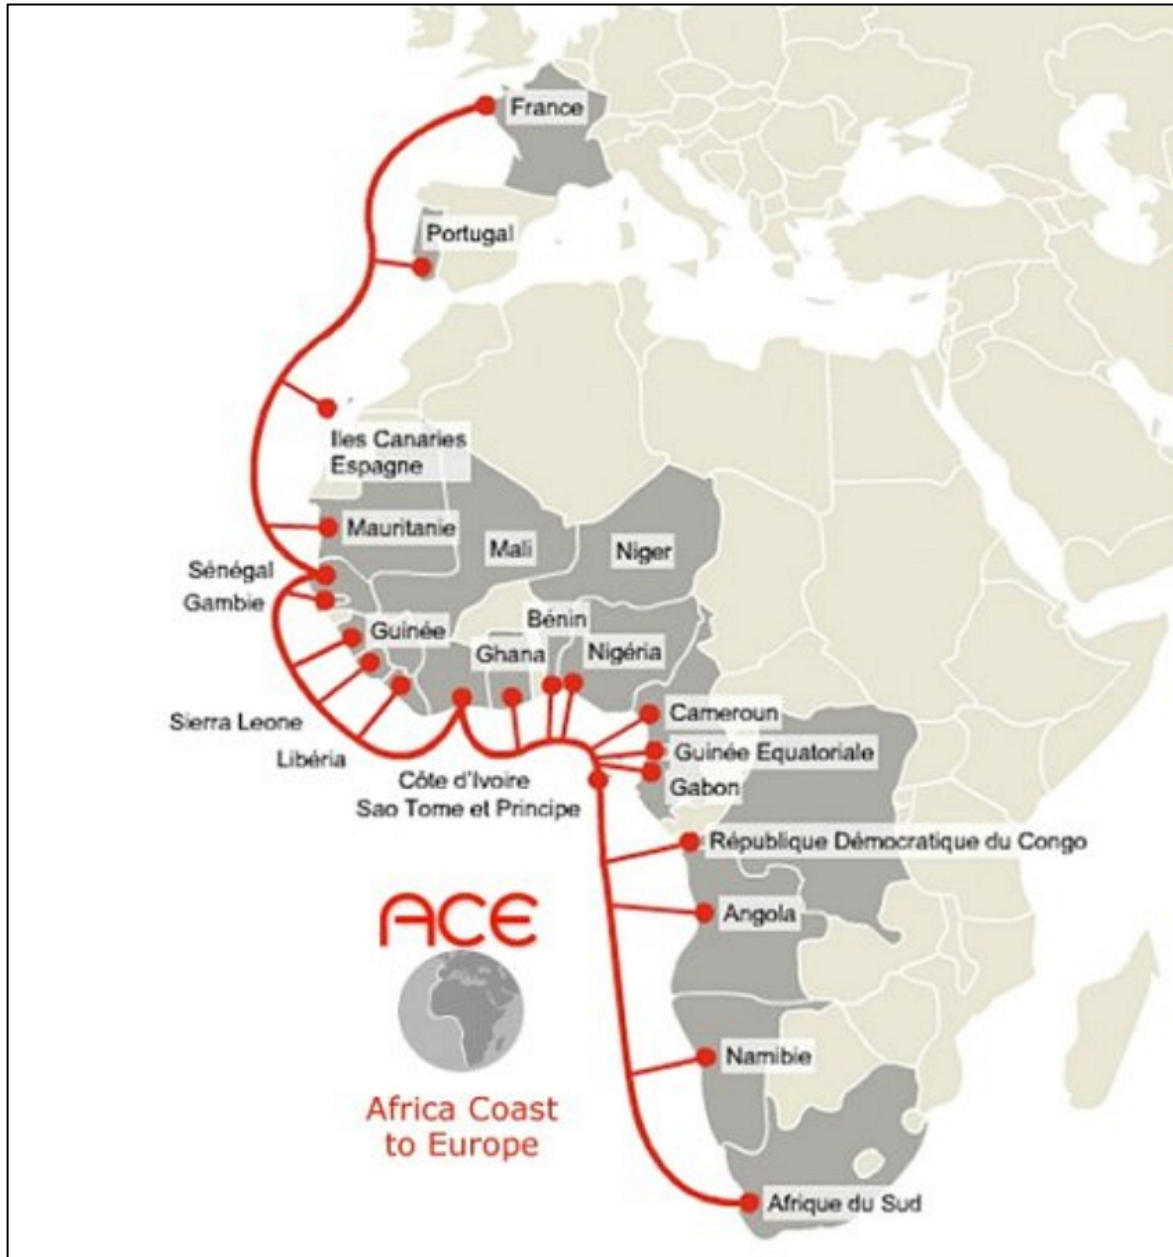 France
Portugal
Iles Canaries
Espagne
Mauritanie
Mali
Niger
Sénégal
Gambie
Guinée
Bénin
Ghana
Nigéria
Sierra Leone
Libéria
Cameroun
Guinée Equatoriale
Gabon
Côte d'Ivoire
Sao Tome et Principe
République Démocratique du Congo
Angola
ACE
Namibie
Africa Coast
to Europe
Afrique du Sud